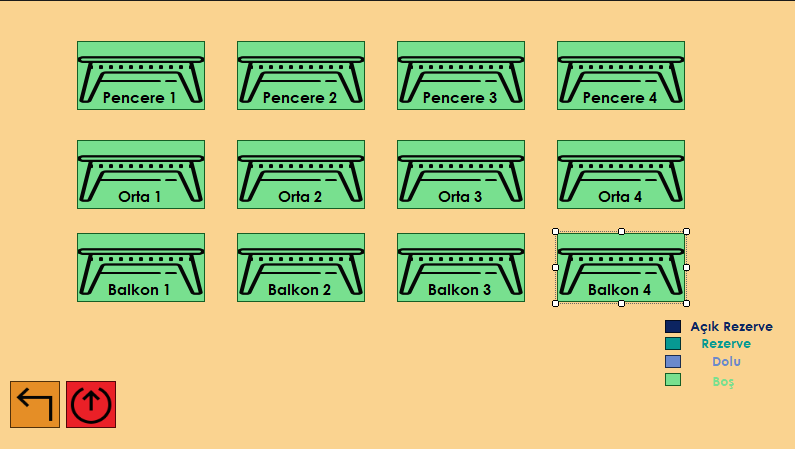 Pencere 1 Pencere 2 Pencere 3 Pencere 4
Orta 1 Orta 2 Orta 3 Orta 4
Balkon 1 Balkon 2 Balkon 3 Balkon 4
Açık Rezerve
Rezerve
Dolu
Boş